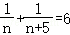 1/n + 1/(n+5) = 6